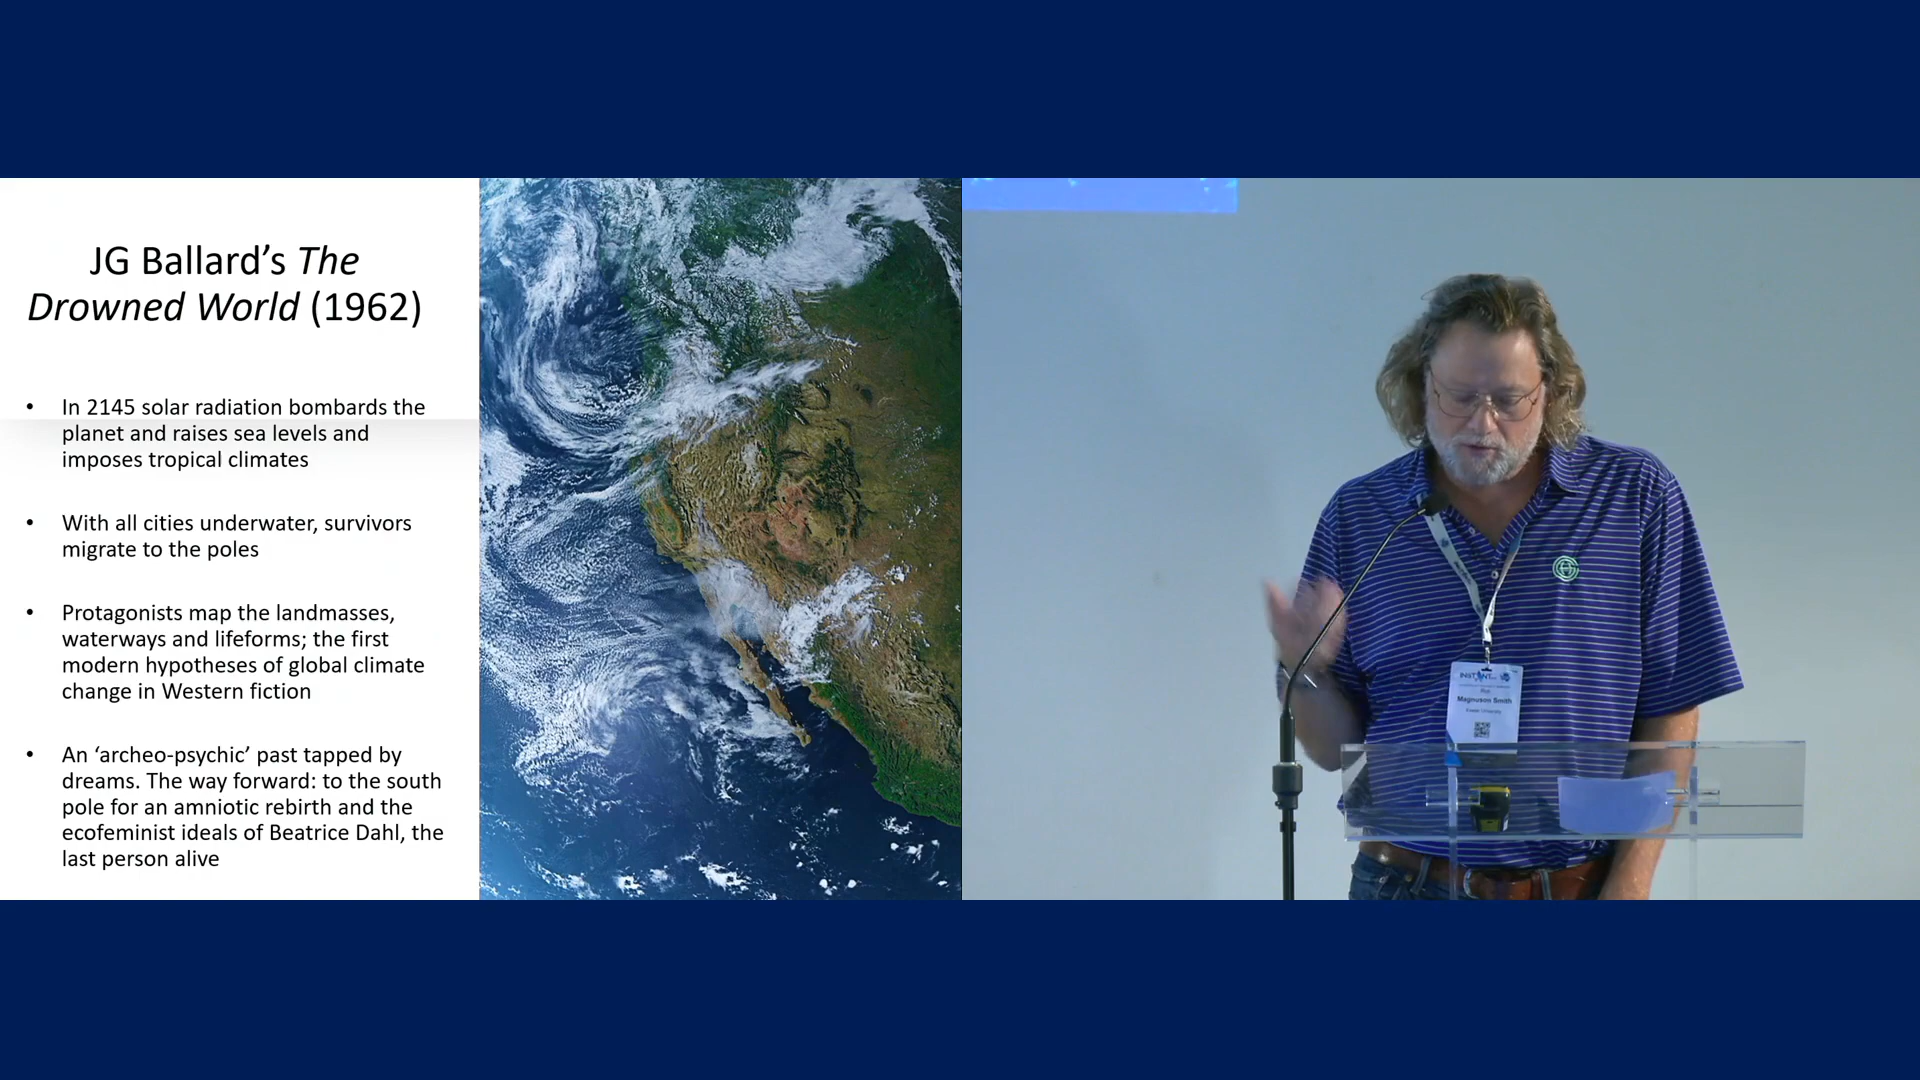 JG Ballard’s The
Drowned World (1962)
• In 2145 solar radiation bombards the
planet and raises sea levels and
imposes tropical climates
• With all cities underwater, survivors
migrate to the poles
• Protagonists map the landmasses,
waterways and lifeforms; the first
modern hypotheses of global climate
change in Western fiction
• An ‘archeo-psychic’ past tapped by
dreams. The way forward: to the south
pole for an amniotic rebirth and the
ecofeminist ideals of Beatrice Dahl, the
last person alive
Magnuson Smith